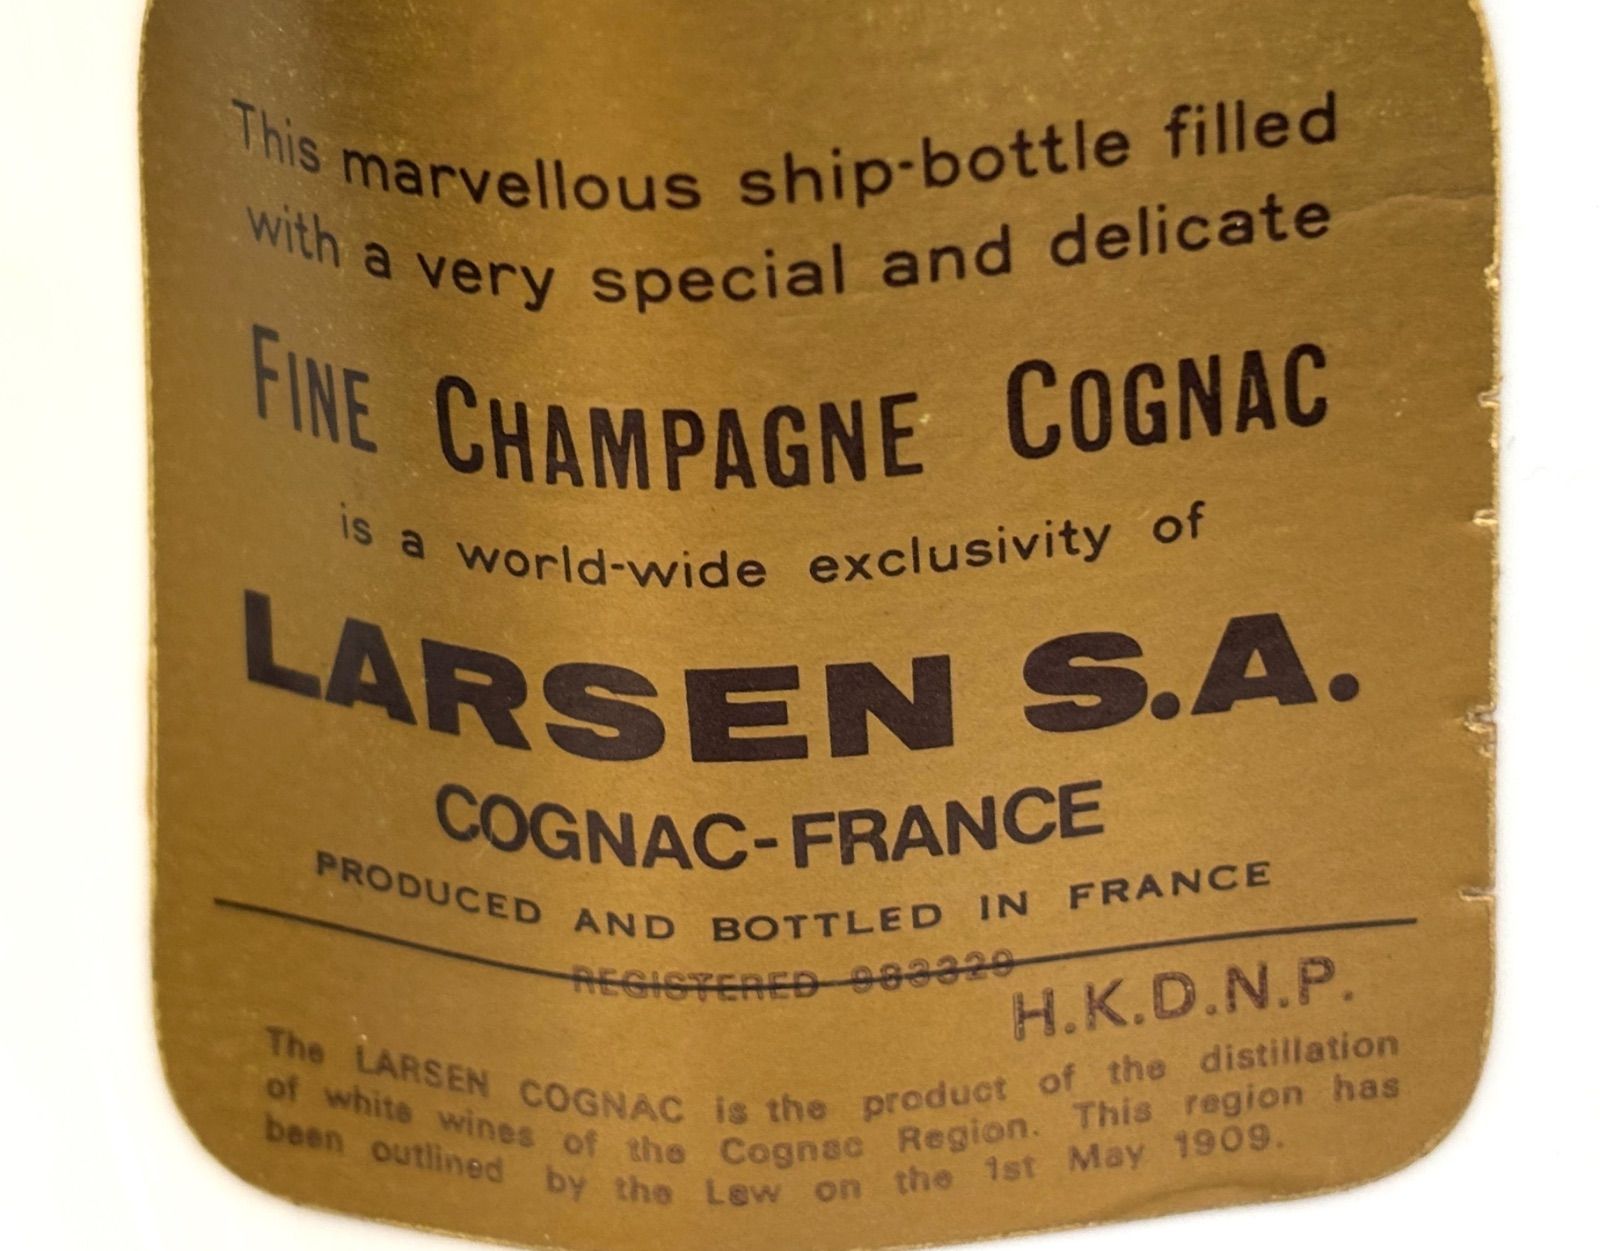 This marvellous ship-bottle filled
with a very special and delicate
FINE CHAMPAGNE COGNAC
is a world-wide exclusivity of
LARSEN S.A.
COGNAC-FRANCE
PRODUCED AND BOTTLED IN FRANCE
REGISTERED 983329
H.K.D.N.P.
The LARSEN COGNAC is the product of the distillation
of white wines of the Cognac Region. This region has
been outlined by the Law on the 1st May 1909.